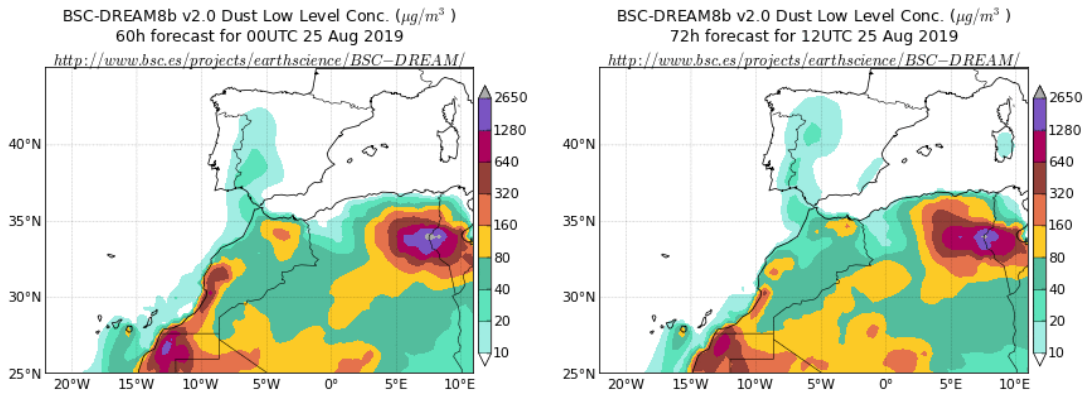 BSC-DREAM8b v2.0 Dust Low Level Conc. (μg/m³ )
60h forecast for 00UTC 25 Aug 2019
http://www.bsc.es/projects/earthscience/BSC−DREAM/
40°N
35°N
30°N
25°N
20°W
15°W
10°W
5°W
0°
5°E
10°E
2650
1280
640
320
160
80
40
20
10
BSC-DREAM8b v2.0 Dust Low Level Conc. (μg/m³ )
72h forecast for 12UTC 25 Aug 2019
http://www.bsc.es/projects/earthscience/BSC−DREAM/
40°N
35°N
30°N
25°N
20°W
15°W
10°W
5°W
0°
5°E
10°E
2650
1280
640
320
160
80
40
20
10